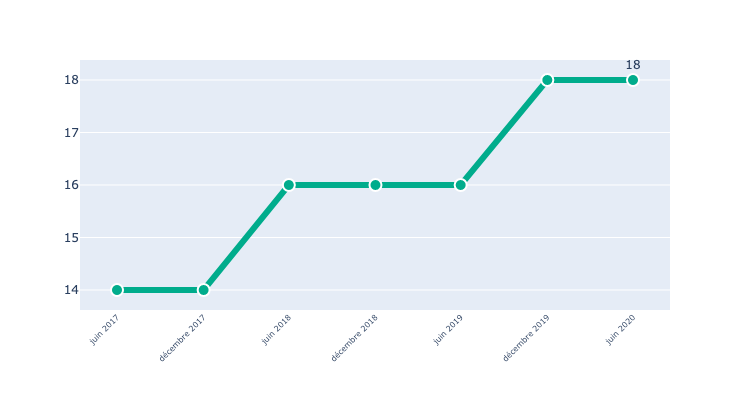 18
18
17
16
15
14
juin 2017
décembre 2017
juin 2018
décembre 2018
juin 2019
décembre 2019
juin 2020